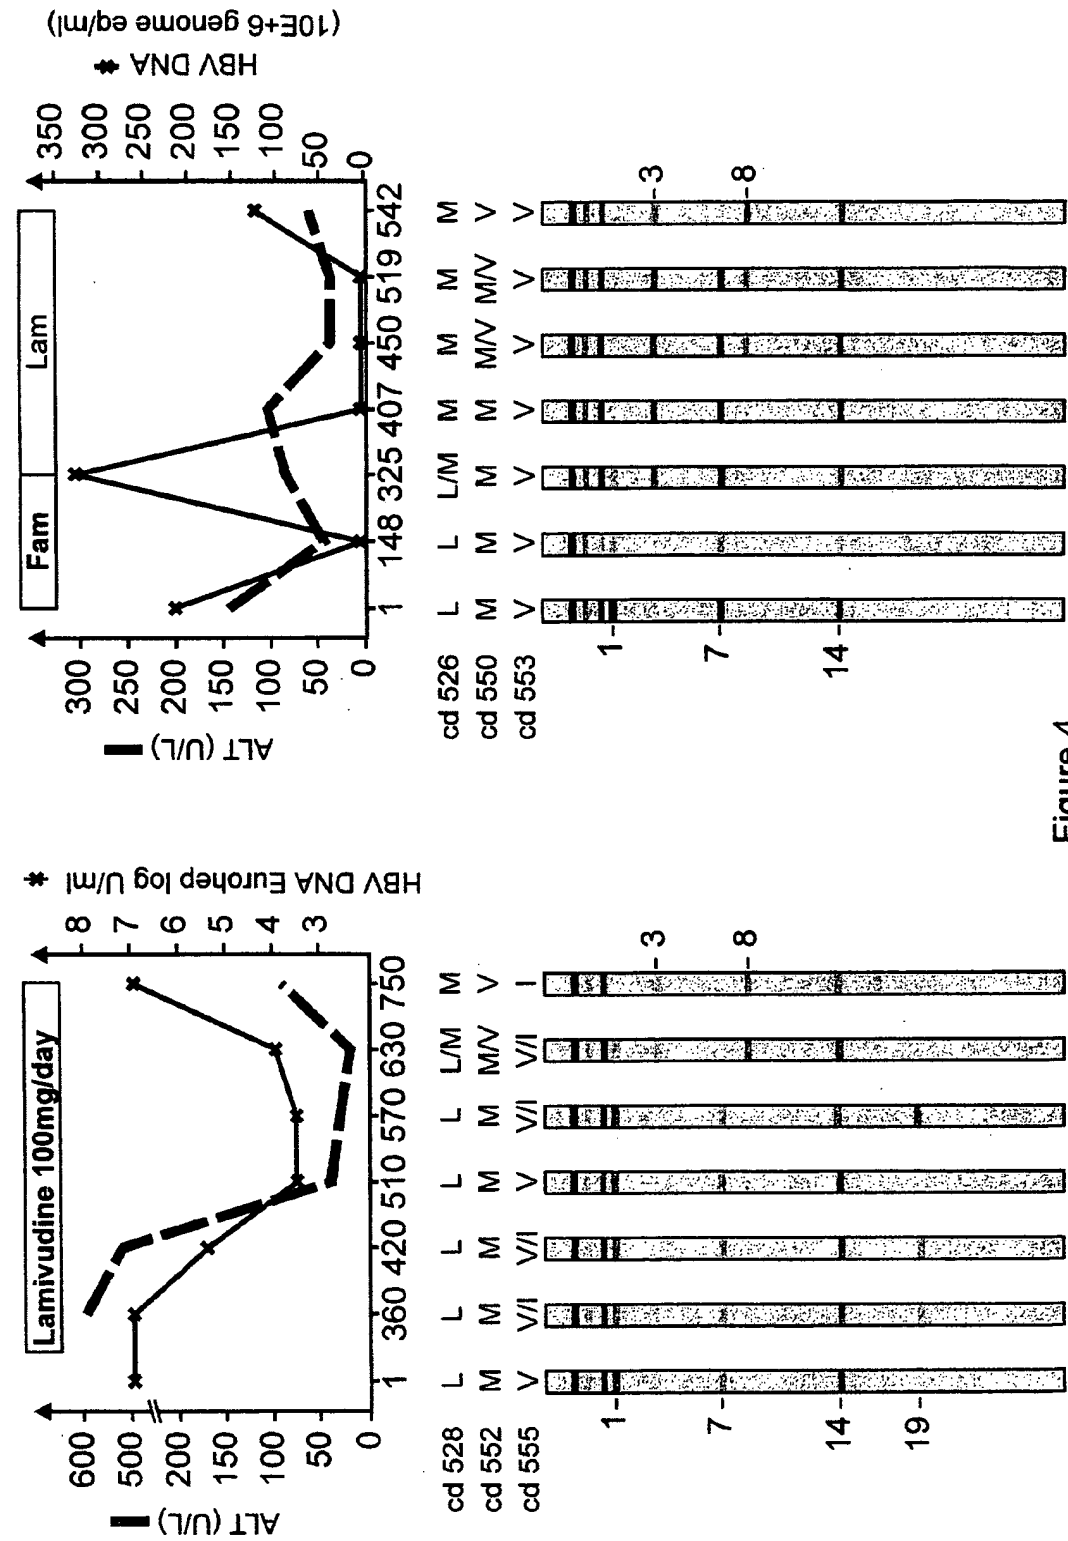 Lamivudine 100mg/day
ALT (U/L)
600
500
200
150
100
50
0
HBV DNA Eurohep log U/ml
8
7
6
5
4
3
1 360 420 510 570 630 750
cd 528 L L L L L L/M M
cd 552 M M M M M M/V V
cd 555 V V/I V/I V V/I V/I I
1
7
14
19
3
8
Fam Lam
ALT (U/L)
300
250
200
150
100
50
0
HBV DNA
(10E+6 genome eq/ml)
350
300
250
200
150
100
50
0
1 148 325 407 450 519 542
cd 526 L L L/M M M M M
cd 550 M M M M M/V M/V V
cd 553 V V V V V V V
1
7
14
3
8
Figure 4